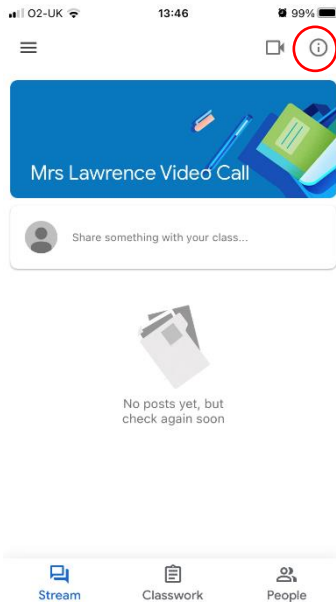 O2-UK 13:46 99%
Mrs Lawrence Video Call
Share something with your class...
No posts yet, but
check again soon
Stream Classwork People